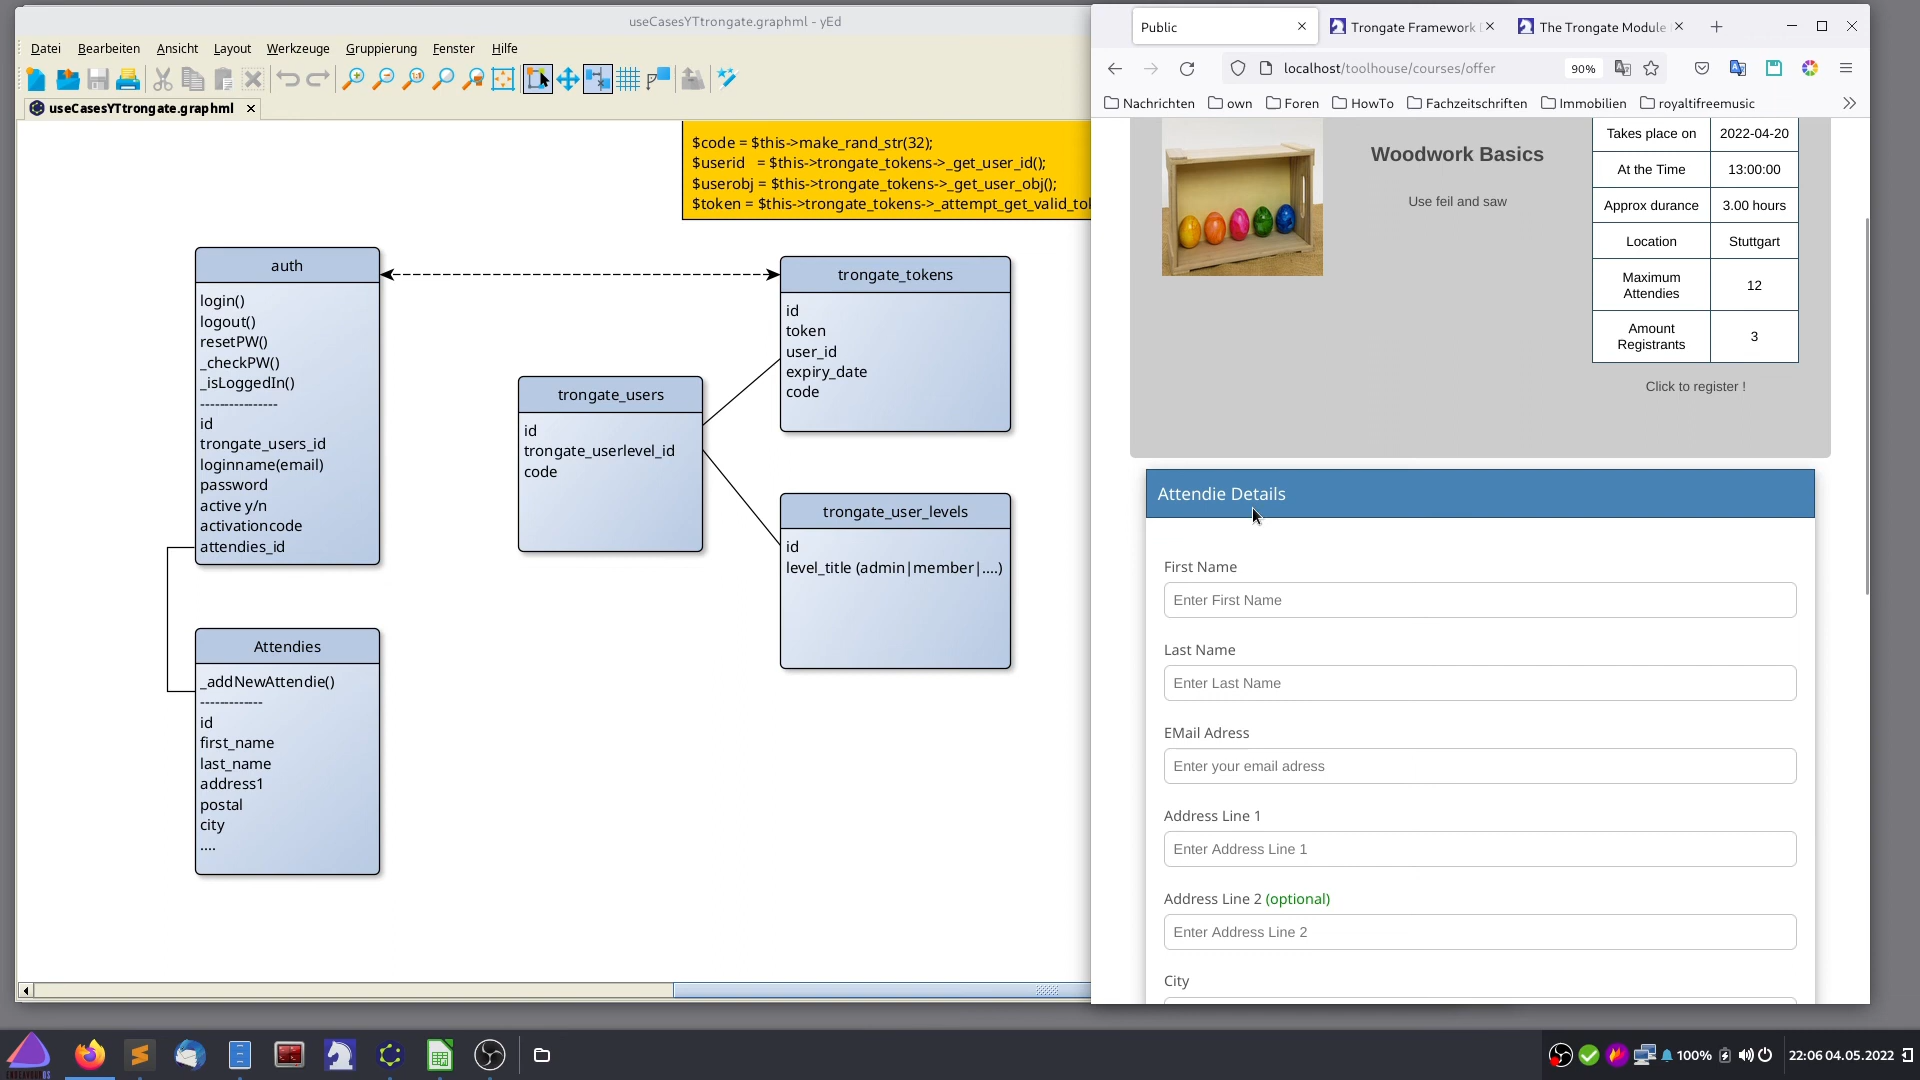 useCasesYTtrongate.graphml - yEd
Datei Bearbeiten Ansicht Layout Werkzeuge Gruppierung Fenster Hilfe
useCasesYTtrongate.graphml
$code = $this->make_rand_str(32);
$userid = $this->trongate_tokens->_get_user_id();
$userobj = $this->trongate_tokens->_get_user_obj();
$token = $this->trongate_tokens->_attempt_get_valid_tok
auth
login()
logout()
resetPW()
_checkPW()
_isLoggedIn()
----------------
id
trongate_users_id
loginname(email)
password
active y/n
activationcode
attendies_id
Attendies
_addNewAttendie()
-------------
id
first_name
last_name
address1
postal
city
....
trongate_users
id
trongate_userlevel_id
code
trongate_tokens
id
token
user_id
expiry_date
code
trongate_user_levels
id
level_title (admin|member|....)
Public
Trongate Framework
The Trongate Module
localhost/toolhouse/courses/offer
90%
Nachrichten own Foren HowTo Fachzeitschriften Immobilien royaltifreemusic
Woodwork Basics
Use feil and saw
Takes place on 2022-04-20
At the Time 13:00:00
Approx durance 3.00 hours
Location Stuttgart
Maximum
Attendies 12
Amount
Registrants 3
Click to register !
Attendie Details
First Name
Enter First Name
Last Name
Enter Last Name
EMail Adress
Enter your email adress
Address Line 1
Enter Address Line 1
Address Line 2 (optional)
Enter Address Line 2
City
ENDEAVOUROS
100%
22:06 04.05.2022